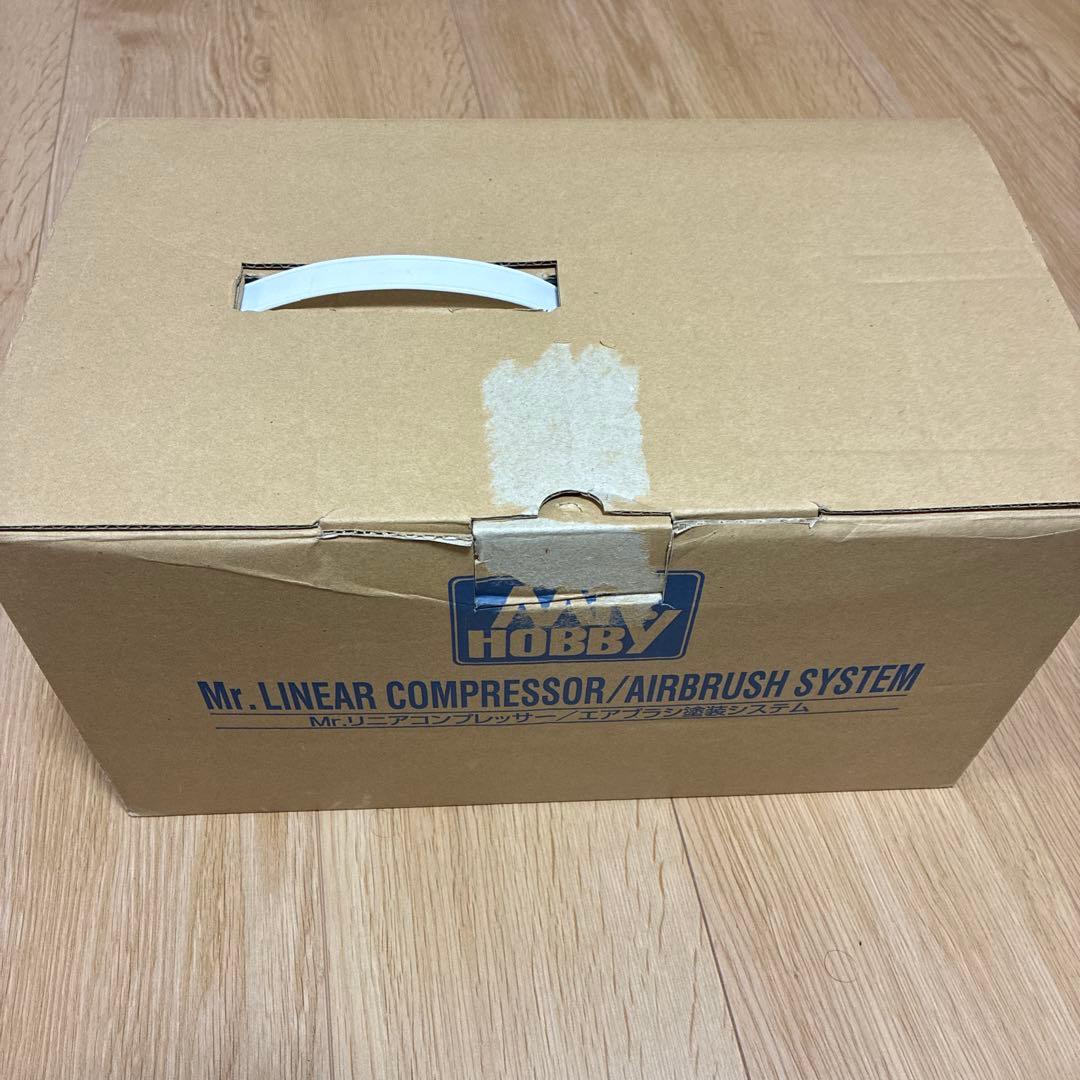 Mr.
HOBBY
Mr. LINEAR COMPRESSOR/AIRBRUSH SYSTEM
Mr.リニアコンプレッサー/エアブラシ塗装システム